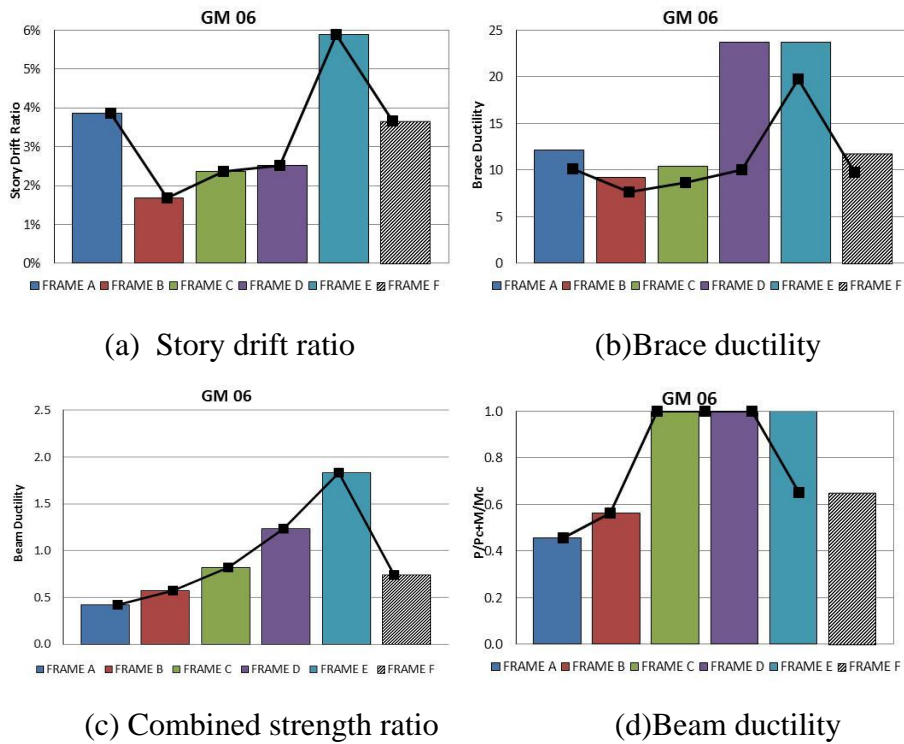 GM 06
6%
5%
4%
3%
2%
1%
0%
Story Drift Ratio
FRAME A FRAME B FRAME C FRAME D FRAME E FRAME F
(a) Story drift ratio
GM 06
25
20
15
10
5
0
Brace Ductility
FRAME A FRAME B FRAME C FRAME D FRAME E FRAME F
(b)Brace ductility
GM 06
2.5
2.0
1.5
1.0
0.5
0.0
Beam Ductility
FRAME A FRAME B FRAME C FRAME D FRAME E FRAME F
(c) Combined strength ratio
GM 06
1.0
0.8
0.6
0.4
0.2
0.0
P/Pc+M/Mc
FRAME A FRAME B FRAME C FRAME D FRAME E FRAME F
(d)Beam ductility